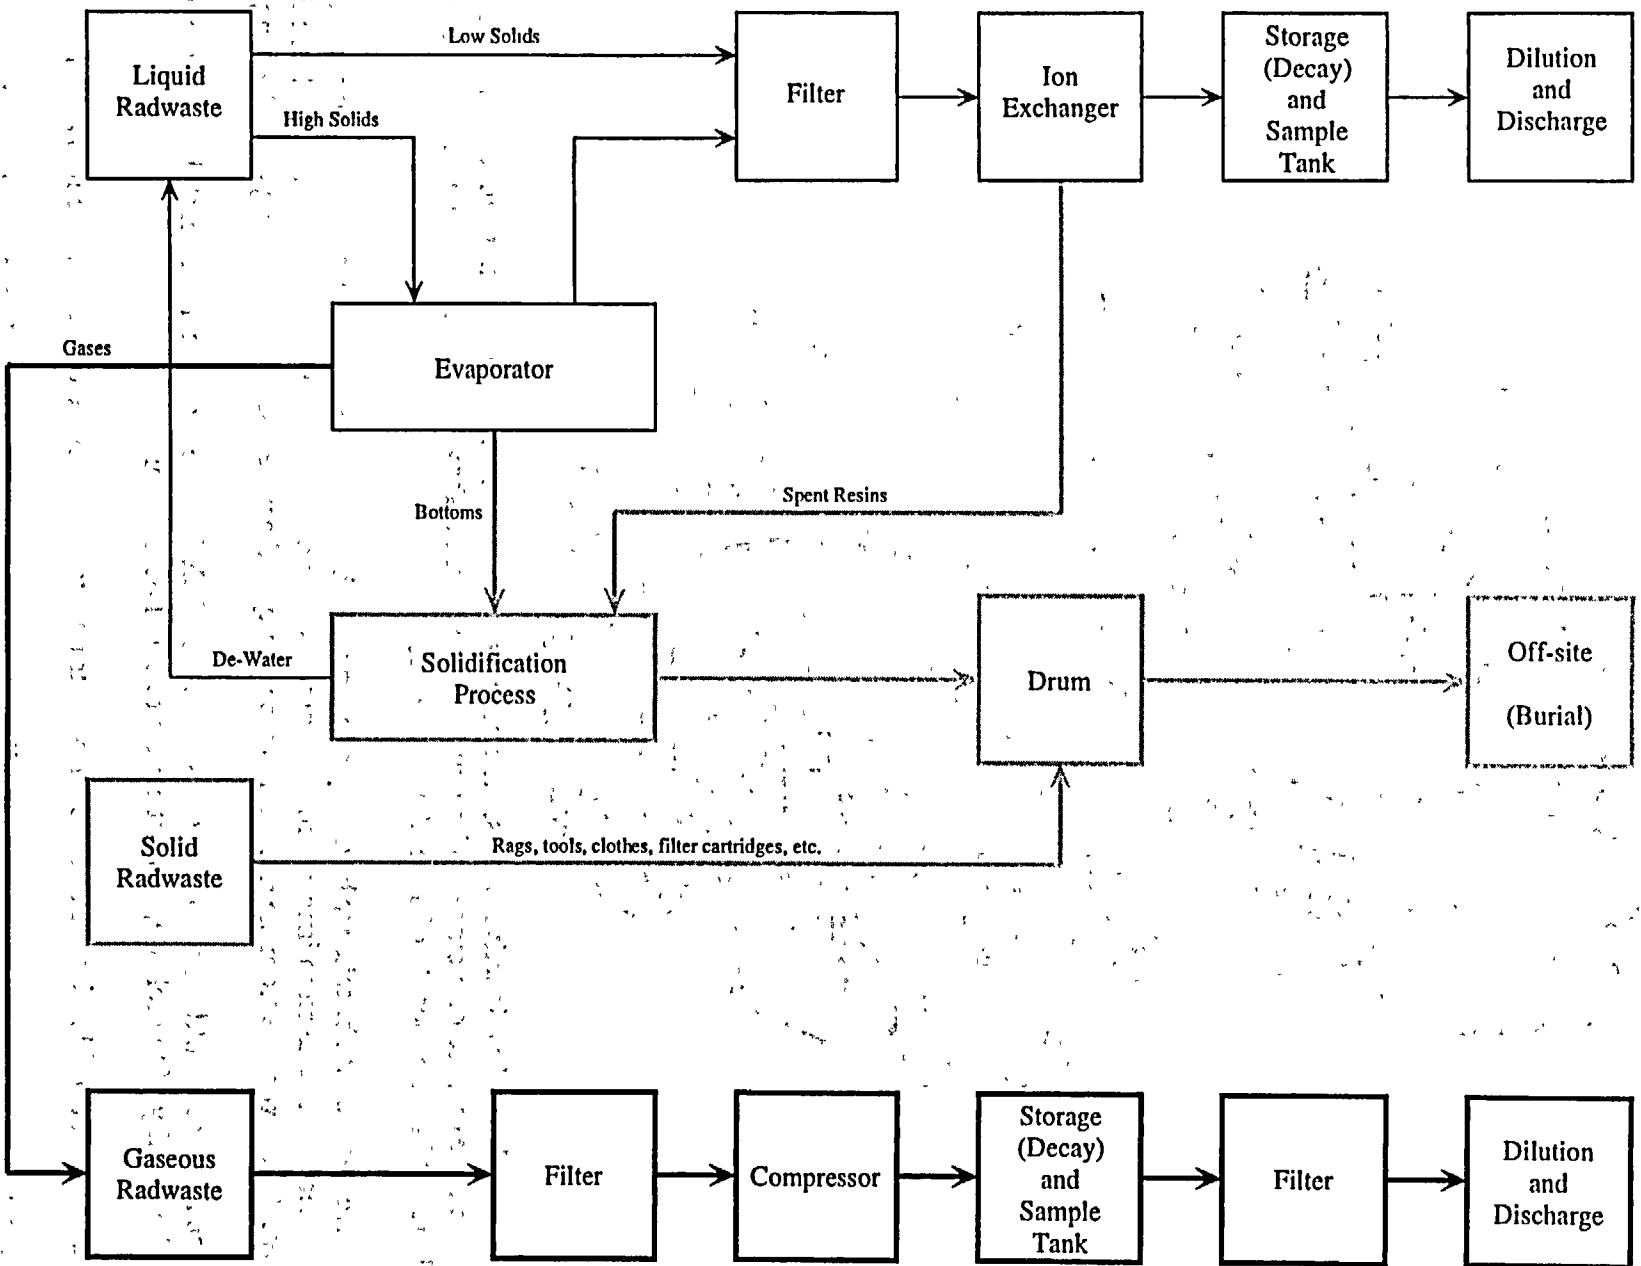 Liquid
Radwaste
Low Solids
High Solids
Filter
Ion
Exchanger
Storage
(Decay)
and
Sample
Tank
Dilution
and
Discharge
Gases
Evaporator
Bottoms
Spent Resins
De-Water
Solidification
Process
Drum
Off-site
(Burial)
Solid
Radwaste
Rags, tools, clothes, filter cartridges, etc.
Gaseous
Radwaste
Filter
Compressor
Storage
(Decay)
and
Sample
Tank
Filter
Dilution
and
Discharge